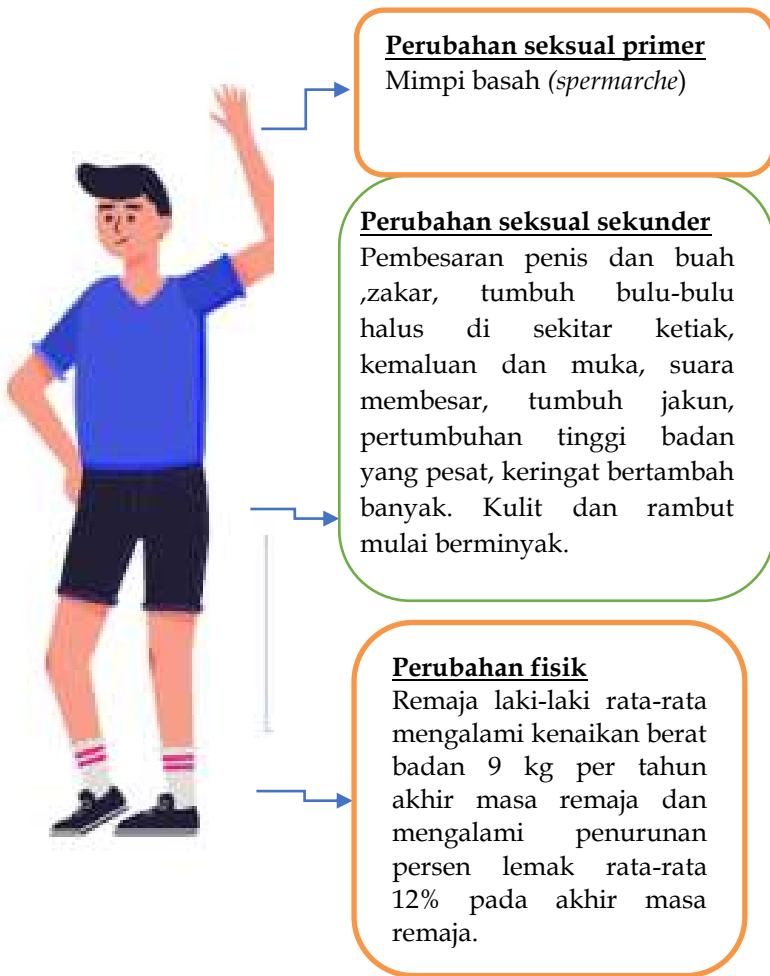 Perubahan seksual primer
Mimpi basah (spermarche)
Perubahan seksual sekunder
Pembesaran penis dan buah
,zakar, tumbuh bulu-bulu
halus di sekitar ketiak,
kemaluan dan muka, suara
membesar, tumbuh jakun,
pertumbuhan tinggi badan
yang pesat, keringat bertambah
banyak. Kulit dan rambut
mulai berminyak.
Perubahan fisik
Remaja laki-laki rata-rata
mengalami kenaikan berat
badan 9 kg per tahun
akhir masa remaja dan
mengalami penurunan
persen lemak rata-rata
12% pada akhir masa
remaja.